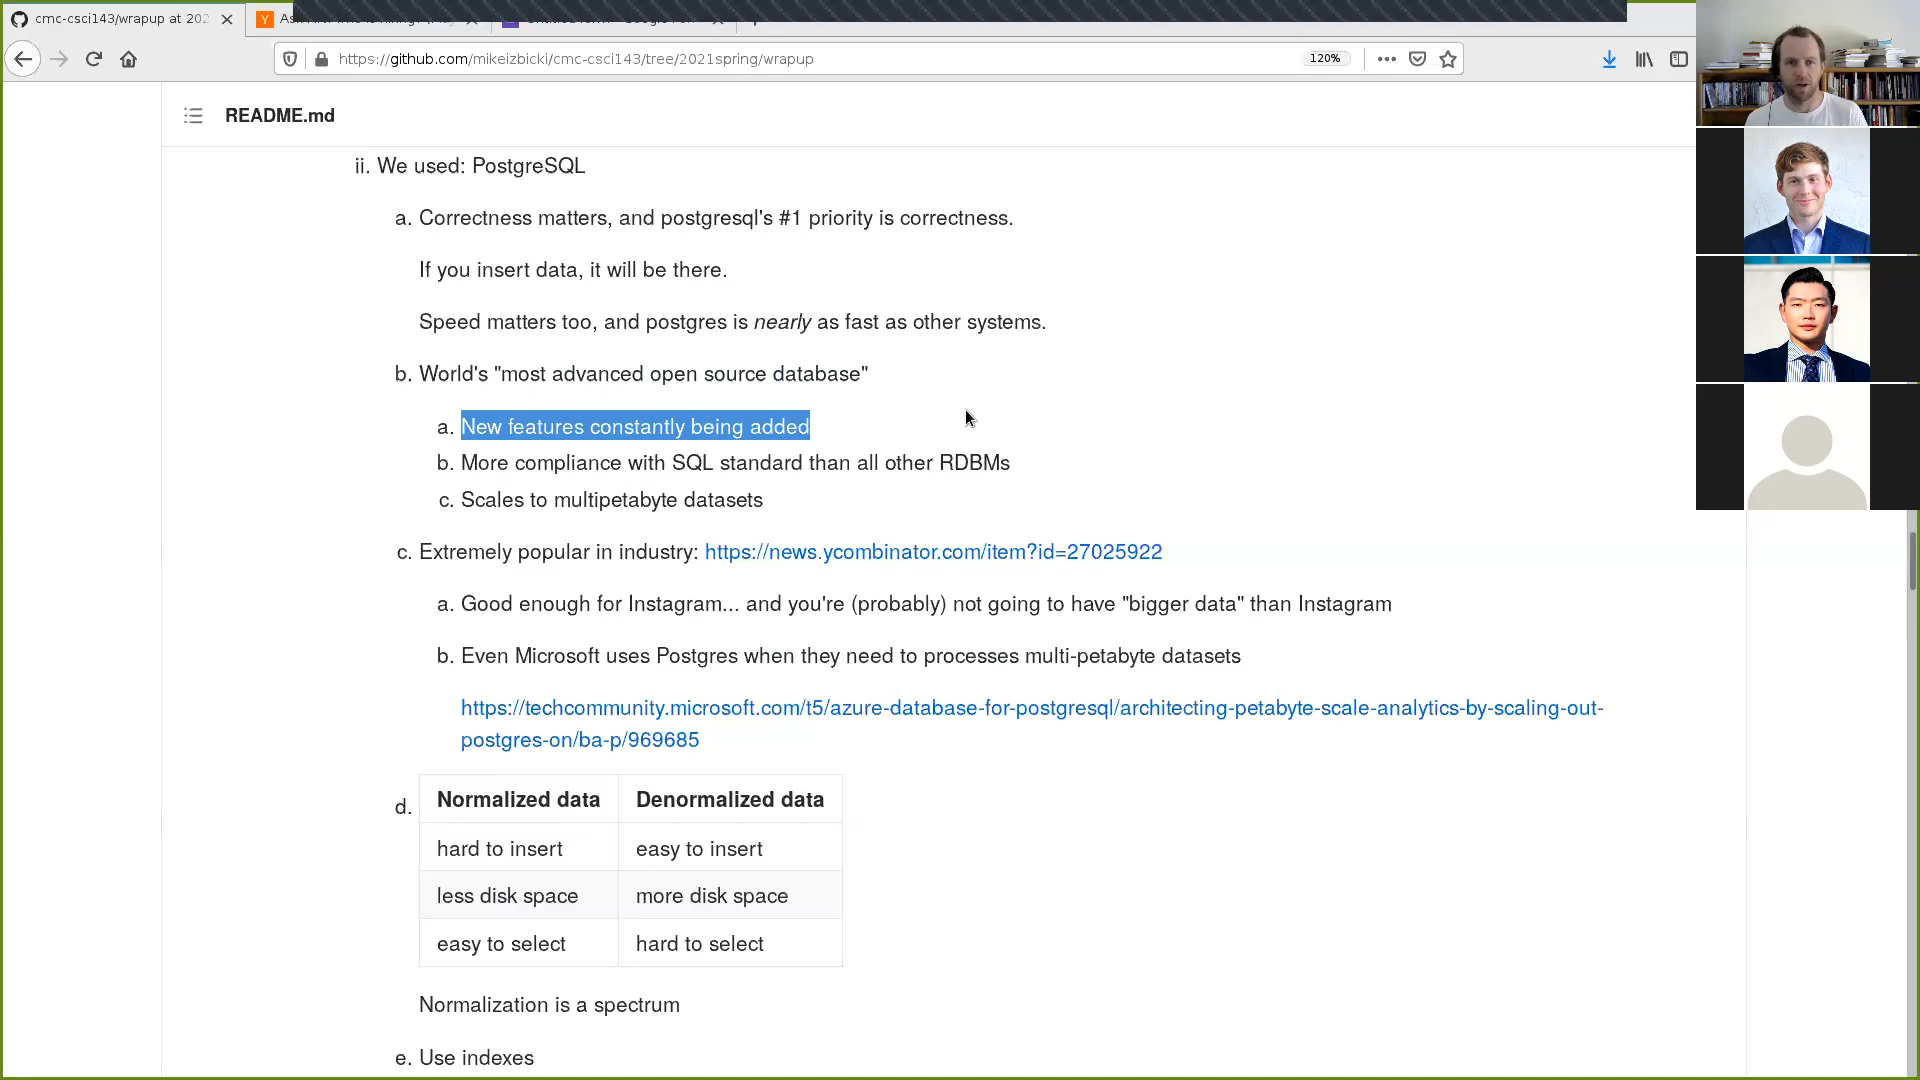 cmc-csci143/wrapup at 202
https://github.com/mikeizbicki/cmc-csci143/tree/2021spring/wrapup
120%
README.md
ii. We used: PostgreSQL
a. Correctness matters, and postgresql's #1 priority is correctness.
If you insert data, it will be there.
Speed matters too, and postgres is nearly as fast as other systems.
b. World's "most advanced open source database"
a. New features constantly being added
b. More compliance with SQL standard than all other RDBMs
c. Scales to multipetabyte datasets
c. Extremely popular in industry: https://news.ycombinator.com/item?id=27025922
a. Good enough for Instagram... and you're (probably) not going to have "bigger data" than Instagram
b. Even Microsoft uses Postgres when they need to processes multi-petabyte datasets
https://techcommunity.microsoft.com/t5/azure-database-for-postgresql/architecting-petabyte-scale-analytics-by-scaling-out-
postgres-on/ba-p/969685
d. Normalized data Denormalized data
hard to insert easy to insert
less disk space more disk space
easy to select hard to select
Normalization is a spectrum
e. Use indexes